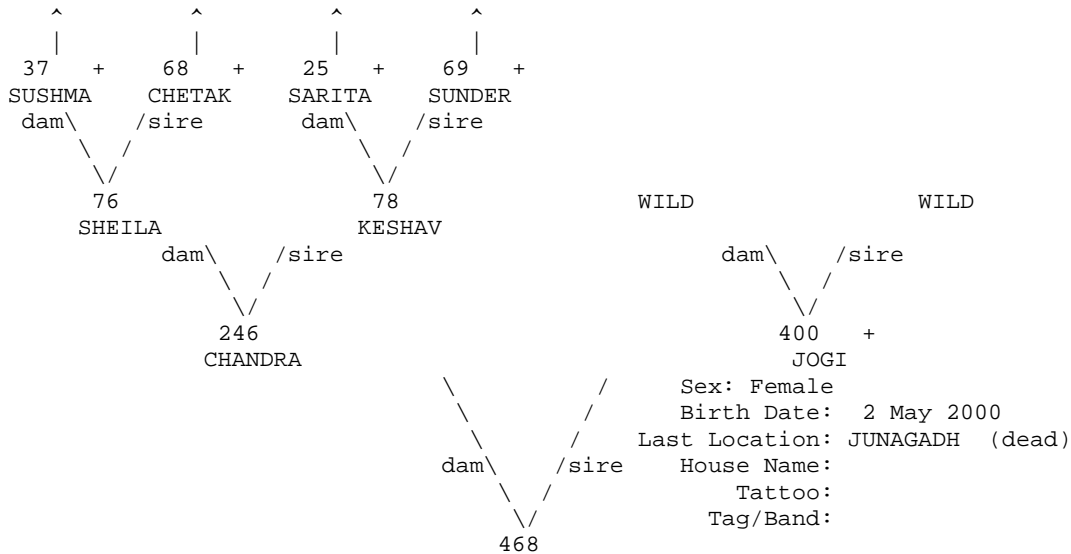 ^ ^ ^ ^
| | | |
37 + 68 + 25 + 69 +
SUSHMA CHETAK SARITA SUNDER
dam\ /sire dam\ /sire
\ / \ /
\/ \/
76 78 WILD WILD
SHEILA KESHAV
dam\ /sire dam\ /sire
\ / \ /
\/ \/
246 400 +
CHANDRA JOGI
\ / Sex: Female
\ / Birth Date: 2 May 2000
\ / Last Location: JUNAGADH (dead)
dam\ /sire House Name:
\ / Tattoo:
\/ Tag/Band:
468